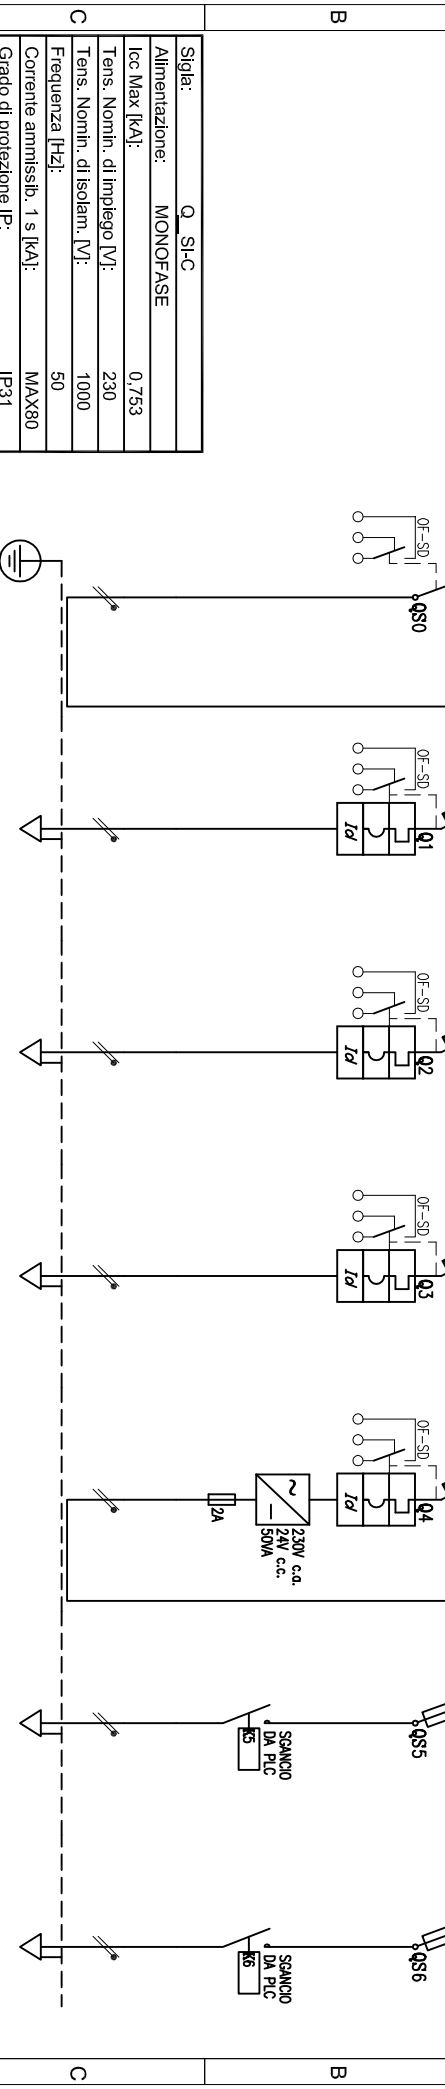 C
B
Sigla: Q_SI-C
Alimentazione: MONOFASE
Icc Max [kA]: 0,753
Tens. Nomin. di impiego [V]: 230
Tens. Nomin. di isolam. [V]: 1000
Frequenza [Hz]: 50
Corrente ammissib. 1 s [kA]: MAX80
Grado di protezione IP: IP31
OF-SD
QS0
OF-SD
Q1
Id
OF-SD
Q2
Id
OF-SD
Q3
Id
OF-SD
Q4
Id
230V c.a.
24V c.c.
50VA
2A
QS5
SGANCIO
DA PLC
K5
QS6
SGANCIO
DA PLC
K6
C
B